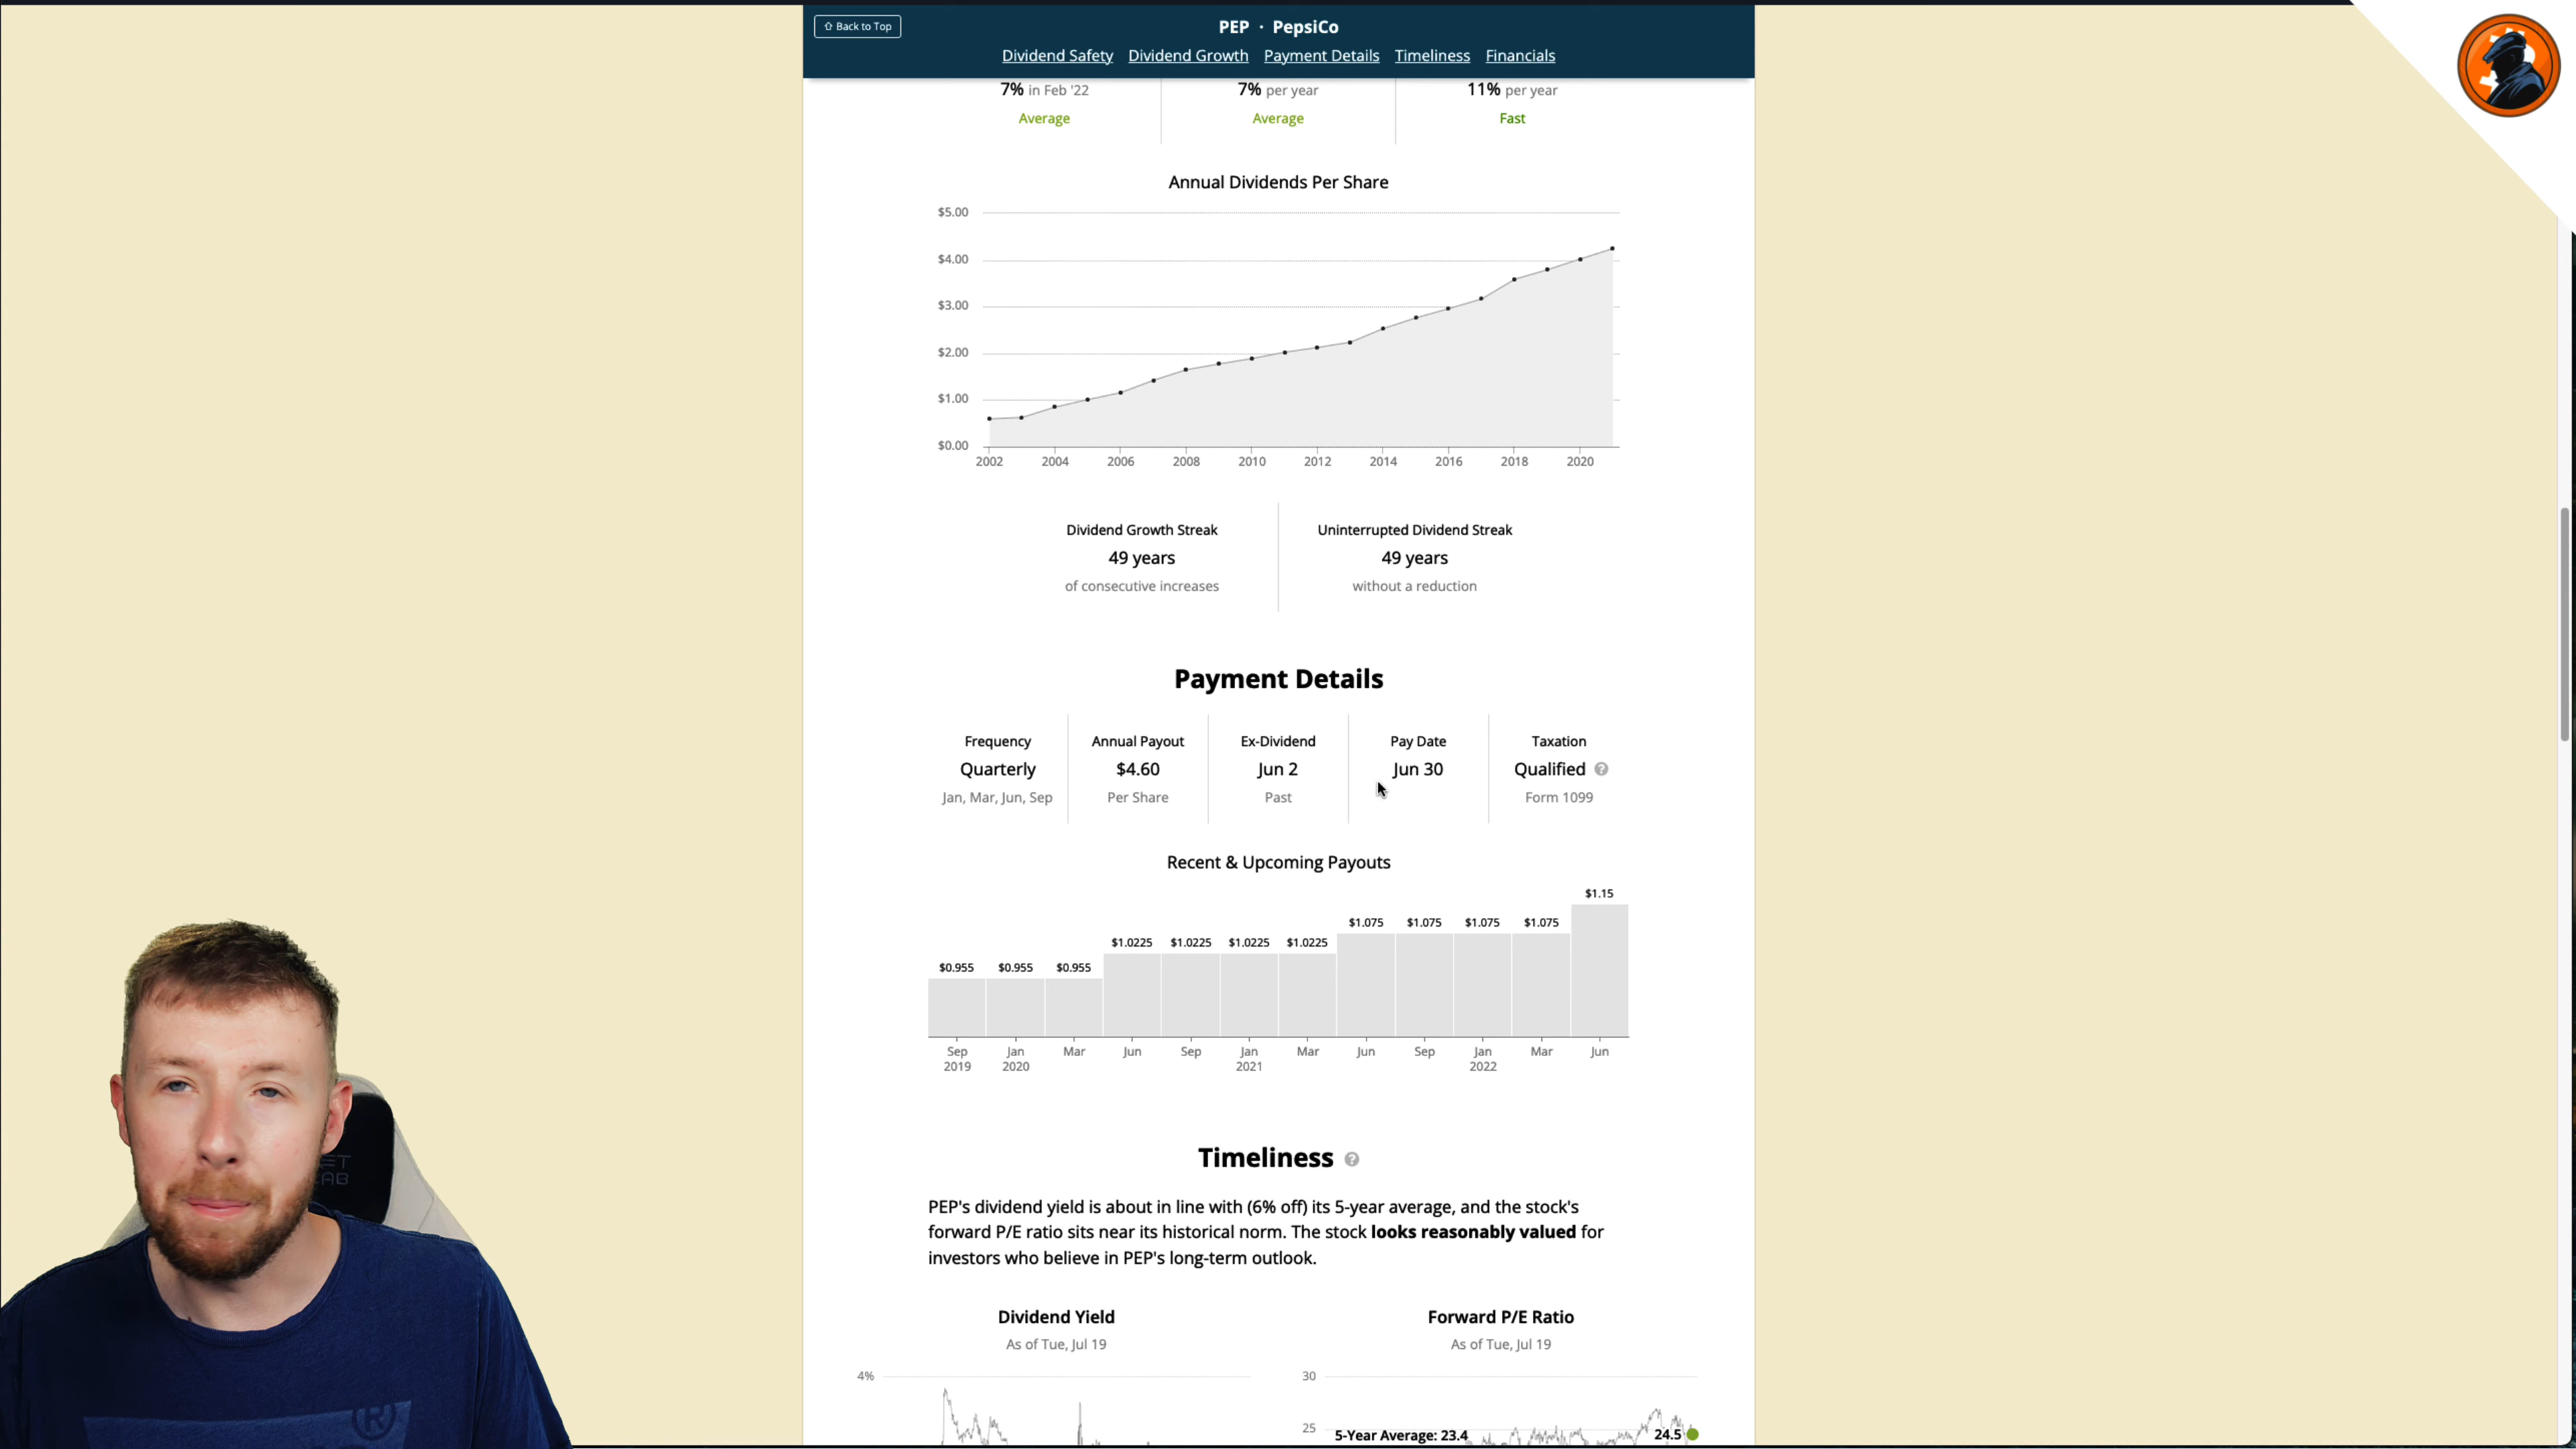 ⇧ Back to Top
PEP · PepsiCo
Dividend Safety Dividend Growth Payment Details Timeliness Financials
7% in Feb '22 7% per year 11% per year
Average Average Fast
Annual Dividends Per Share
$5.00
$4.00
$3.00
$2.00
$1.00
$0.00
2002 2004 2006 2008 2010 2012 2014 2016 2018 2020
Dividend Growth Streak Uninterrupted Dividend Streak
49 years 49 years
of consecutive increases without a reduction
Payment Details
Frequency Annual Payout Ex-Dividend Pay Date Taxation
Quarterly $4.60 Jun 2 Jun 30 Qualified ?
Jan, Mar, Jun, Sep Per Share Past Form 1099
Recent & Upcoming Payouts
$0.955 $0.955 $0.955 $1.0225 $1.0225 $1.0225 $1.0225 $1.075 $1.075 $1.075 $1.075 $1.15
Sep Jan Mar Jun Sep Jan Mar Jun Sep Jan Mar Jun
2019 2020 2021 2022
Timeliness ?
PEP's dividend yield is about in line with (6% off) its 5-year average, and the stock's
forward P/E ratio sits near its historical norm. The stock looks reasonably valued for
investors who believe in PEP's long-term outlook.
Dividend Yield Forward P/E Ratio
As of Tue, Jul 19 As of Tue, Jul 19
4% 30
25 5-Year Average: 23.4 24.5
®